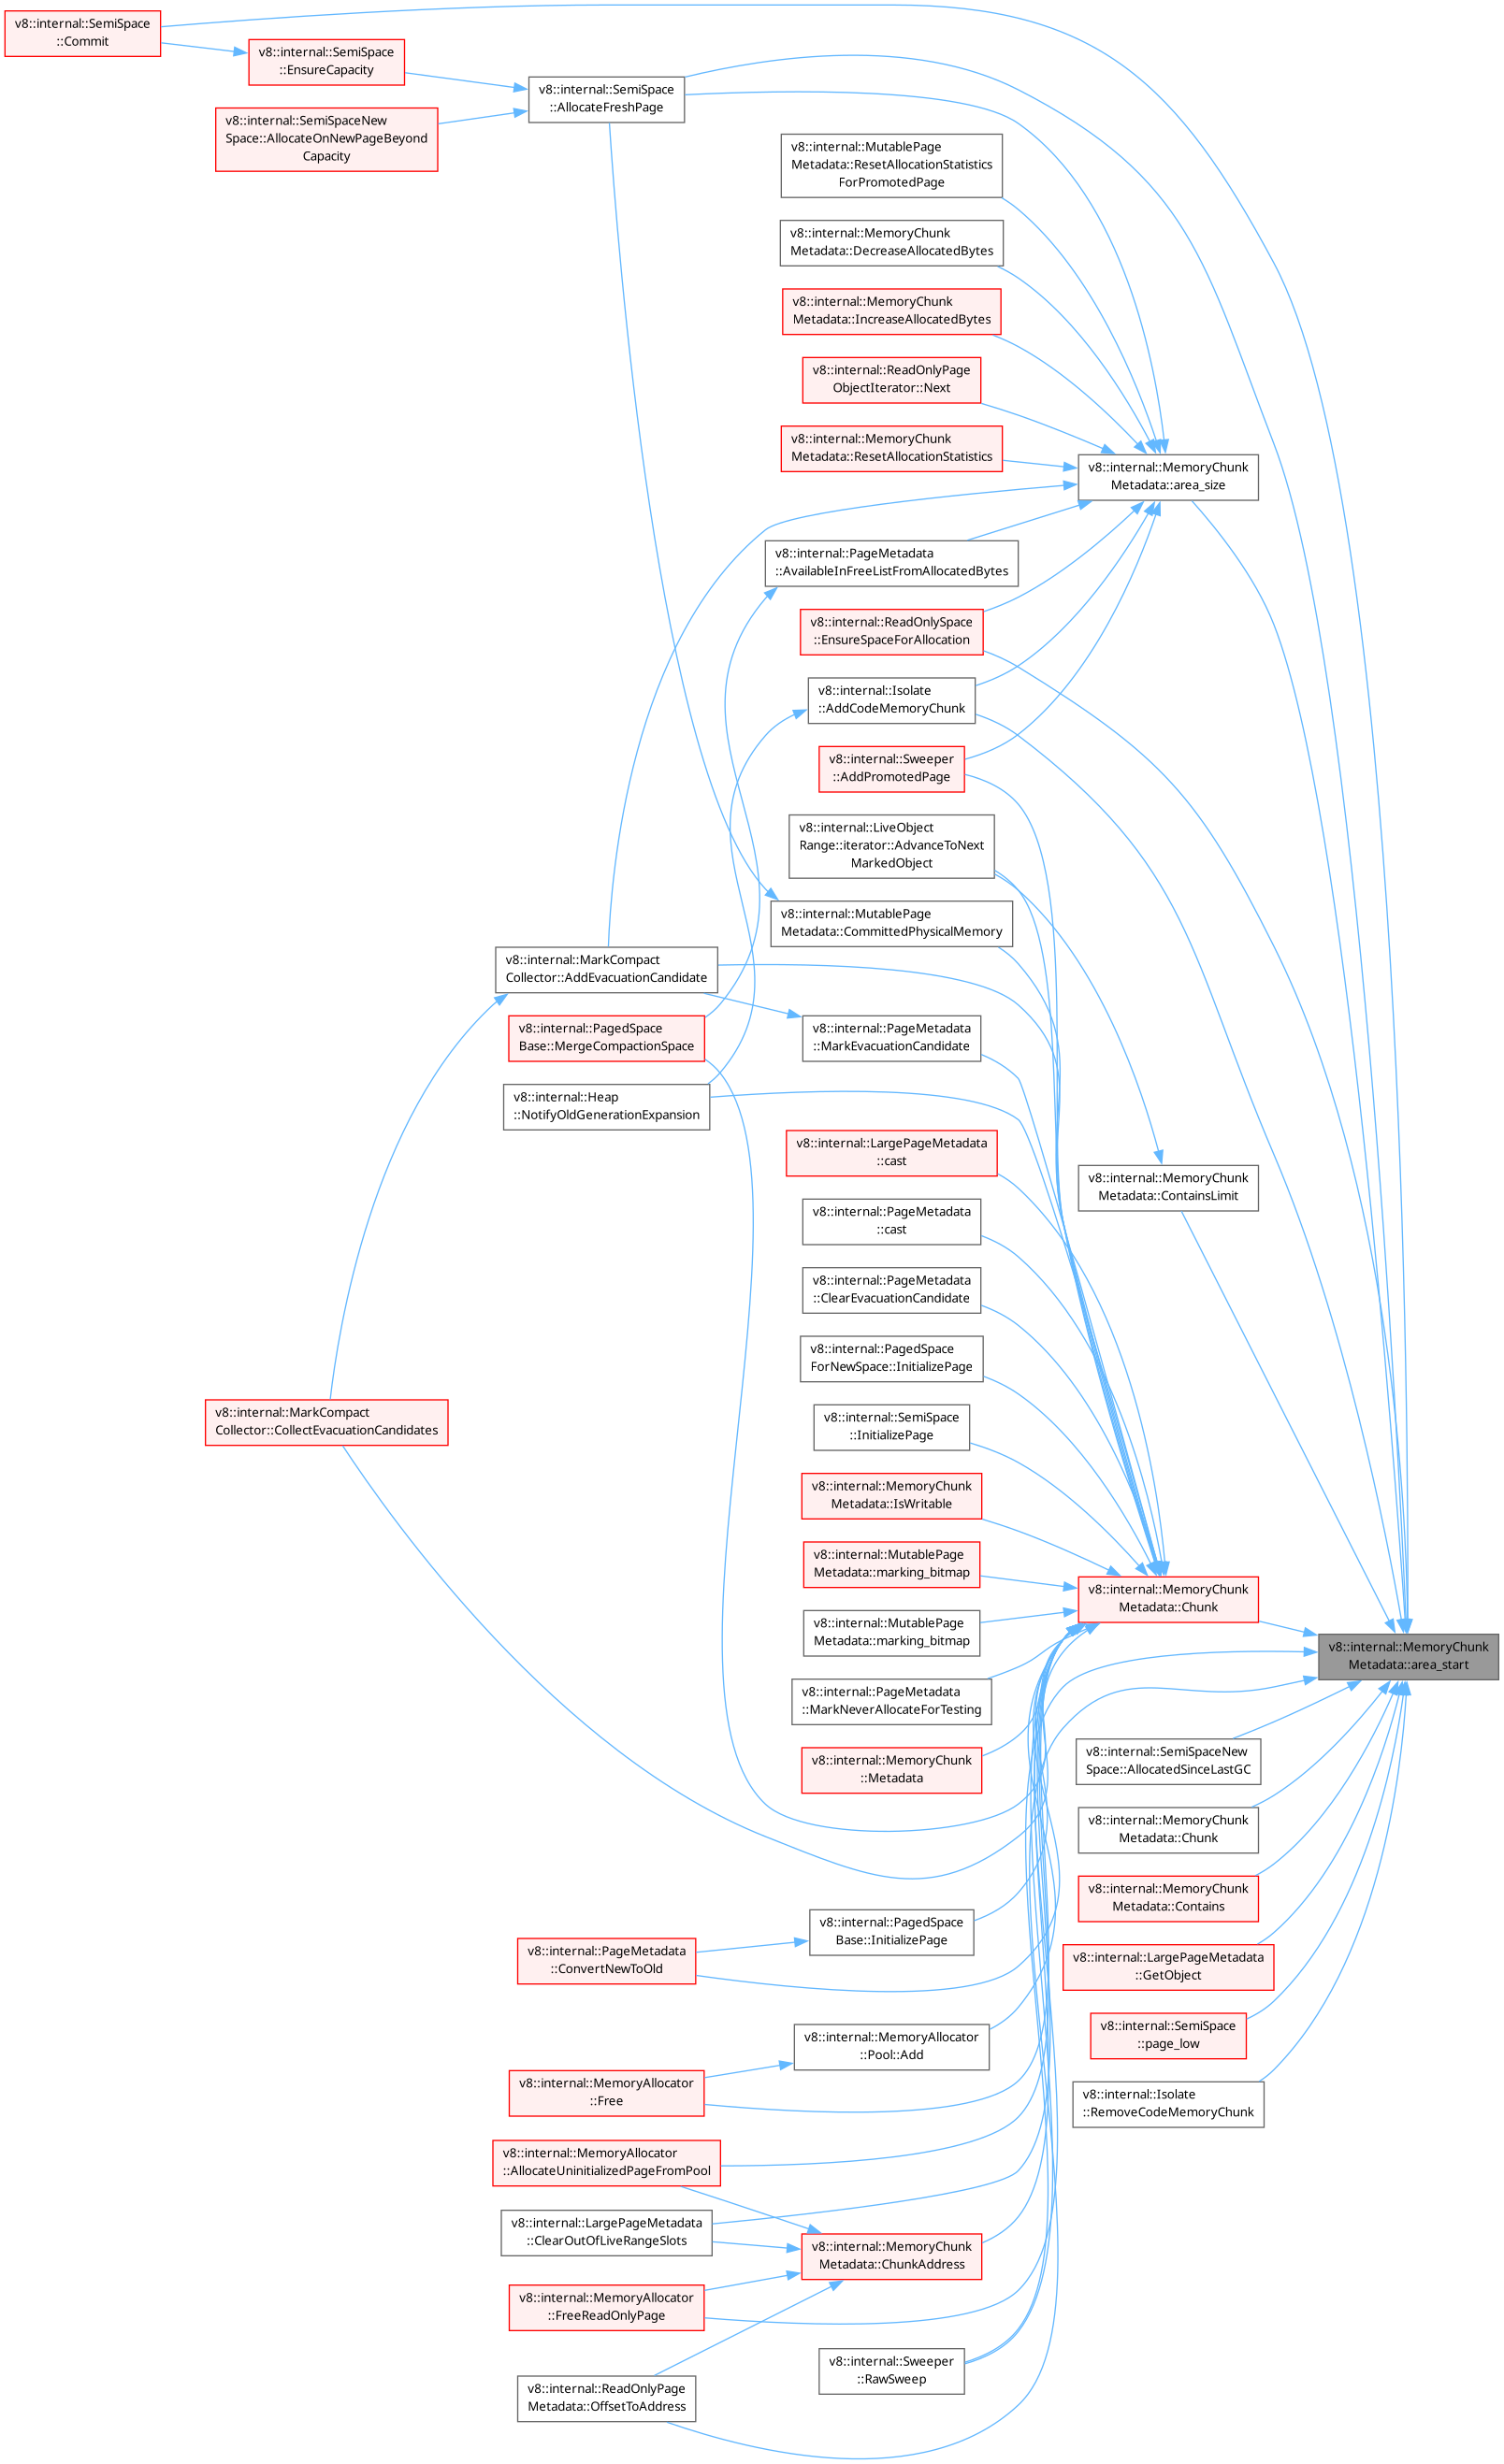 v8::internal::SemiSpace
::Commit
v8::internal::SemiSpace
::EnsureCapacity
v8::internal::SemiSpace
::AllocateFreshPage
v8::internal::SemiSpaceNew
Space::AllocateOnNewPageBeyond
Capacity
v8::internal::MutablePage
Metadata::ResetAllocationStatistics
ForPromotedPage
v8::internal::MemoryChunk
Metadata::DecreaseAllocatedBytes
v8::internal::MemoryChunk
Metadata::IncreaseAllocatedBytes
v8::internal::ReadOnlyPage
ObjectIterator::Next
v8::internal::MemoryChunk
Metadata::ResetAllocationStatistics
v8::internal::MemoryChunk
Metadata::area_size
v8::internal::PageMetadata
::AvailableInFreeListFromAllocatedBytes
v8::internal::ReadOnlySpace
::EnsureSpaceForAllocation
v8::internal::Isolate
::AddCodeMemoryChunk
v8::internal::Sweeper
::AddPromotedPage
v8::internal::LiveObject
Range::iterator::AdvanceToNext
MarkedObject
v8::internal::MutablePage
Metadata::CommittedPhysicalMemory
v8::internal::MarkCompact
Collector::AddEvacuationCandidate
v8::internal::PagedSpace
Base::MergeCompactionSpace
v8::internal::PageMetadata
::MarkEvacuationCandidate
v8::internal::Heap
::NotifyOldGenerationExpansion
v8::internal::LargePageMetadata
::cast
v8::internal::MemoryChunk
Metadata::ContainsLimit
v8::internal::PageMetadata
::cast
v8::internal::PageMetadata
::ClearEvacuationCandidate
v8::internal::PagedSpace
ForNewSpace::InitializePage
v8::internal::MarkCompact
Collector::CollectEvacuationCandidates
v8::internal::SemiSpace
::InitializePage
v8::internal::MemoryChunk
Metadata::IsWritable
v8::internal::MutablePage
Metadata::marking_bitmap
v8::internal::MemoryChunk
Metadata::Chunk
v8::internal::MutablePage
Metadata::marking_bitmap
v8::internal::MemoryChunk
Metadata::area_start
v8::internal::PageMetadata
::MarkNeverAllocateForTesting
v8::internal::MemoryChunk
::Metadata
v8::internal::SemiSpaceNew
Space::AllocatedSinceLastGC
v8::internal::MemoryChunk
Metadata::Chunk
v8::internal::MemoryChunk
Metadata::Contains
v8::internal::PagedSpace
Base::InitializePage
v8::internal::PageMetadata
::ConvertNewToOld
v8::internal::LargePageMetadata
::GetObject
v8::internal::SemiSpace
::page_low
v8::internal::MemoryAllocator
::Pool::Add
v8::internal::MemoryAllocator
::Free
v8::internal::Isolate
::RemoveCodeMemoryChunk
v8::internal::MemoryAllocator
::AllocateUninitializedPageFromPool
v8::internal::LargePageMetadata
::ClearOutOfLiveRangeSlots
v8::internal::MemoryChunk
Metadata::ChunkAddress
v8::internal::MemoryAllocator
::FreeReadOnlyPage
v8::internal::Sweeper
::RawSweep
v8::internal::ReadOnlyPage
Metadata::OffsetToAddress